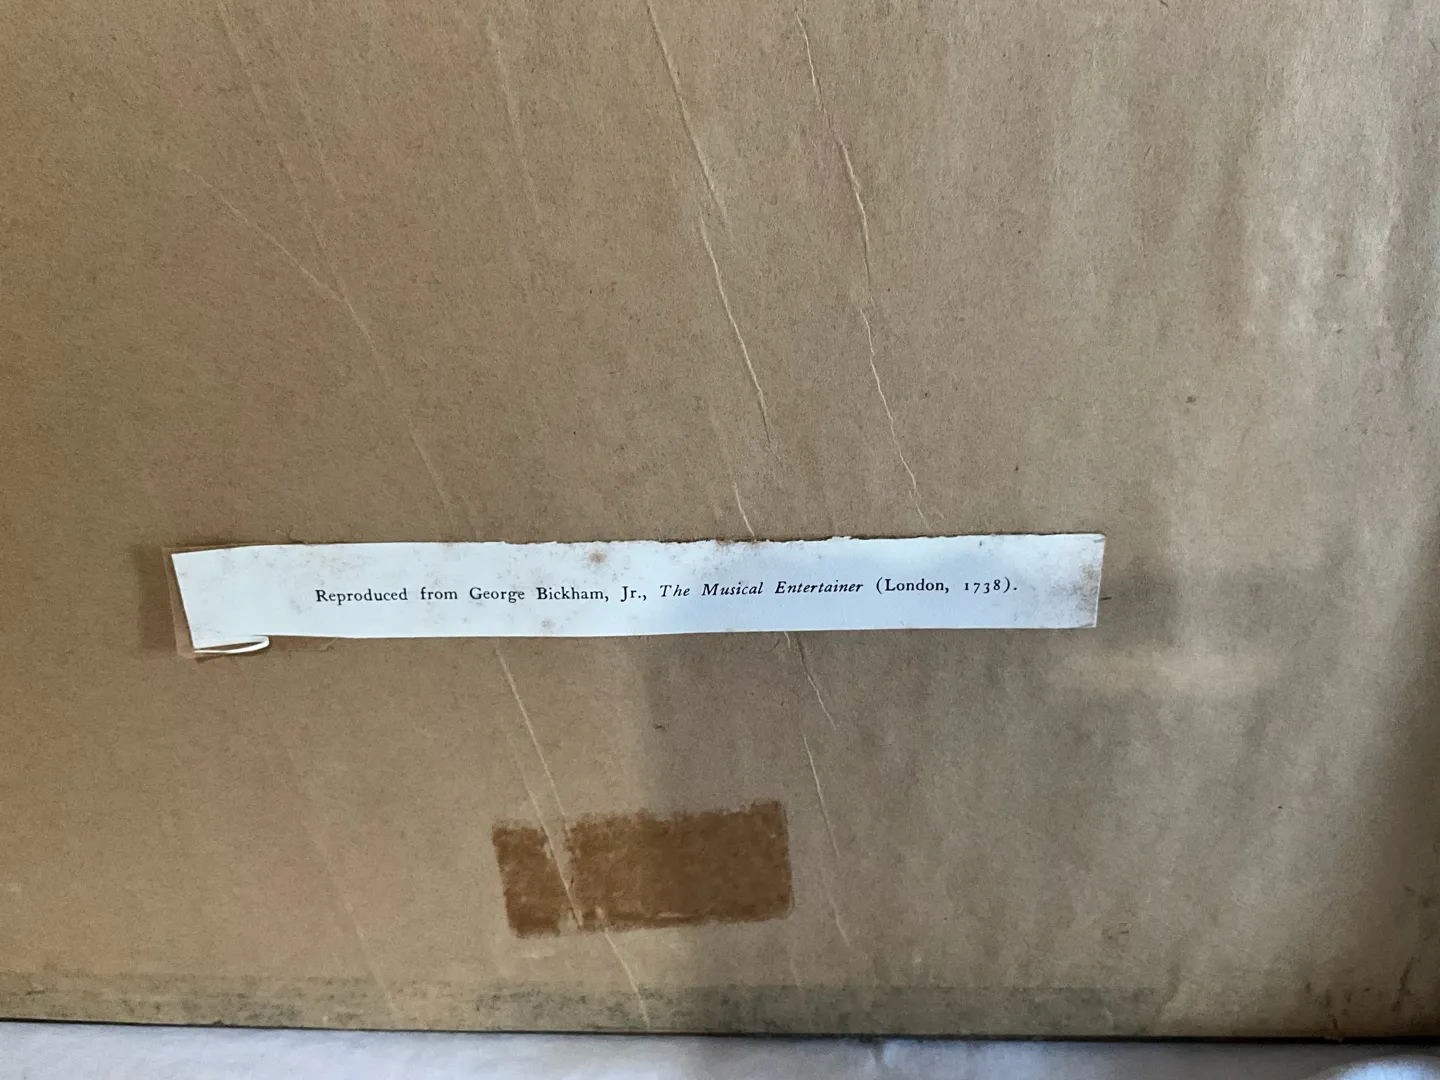 Reproduced from George Bickham, Jr., The Musical Entertainer (London, 1738).